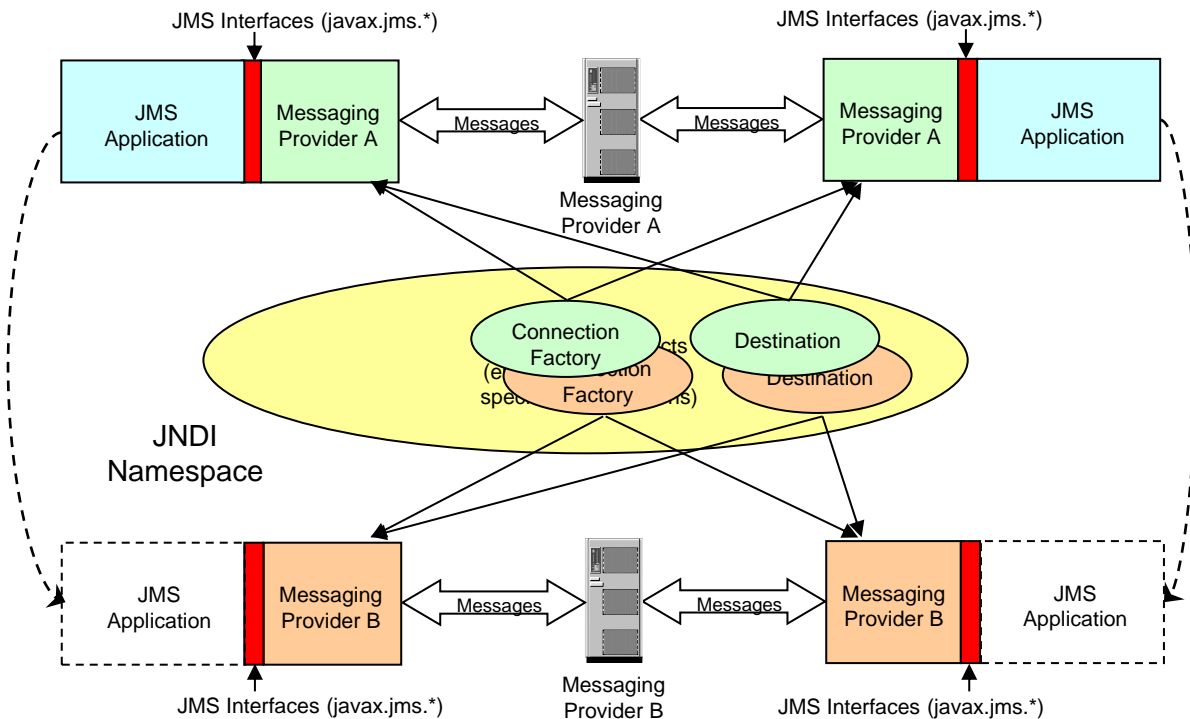 JMS Interfaces (javax.jms.*)
JMS Interfaces (javax.jms.*)
JMS
Application
Messaging
Provider A
Messages
Messages
Messaging
Provider A
JMS
Application
Messaging
Provider A
Connection
Factory
Destination
Factory
Destination
JNDI
Namespace
JMS
Application
Messaging
Provider B
Messages
Messages
Messaging
Provider B
JMS
Application
Messaging
Provider B
JMS Interfaces (javax.jms.*)
JMS Interfaces (javax.jms.*)